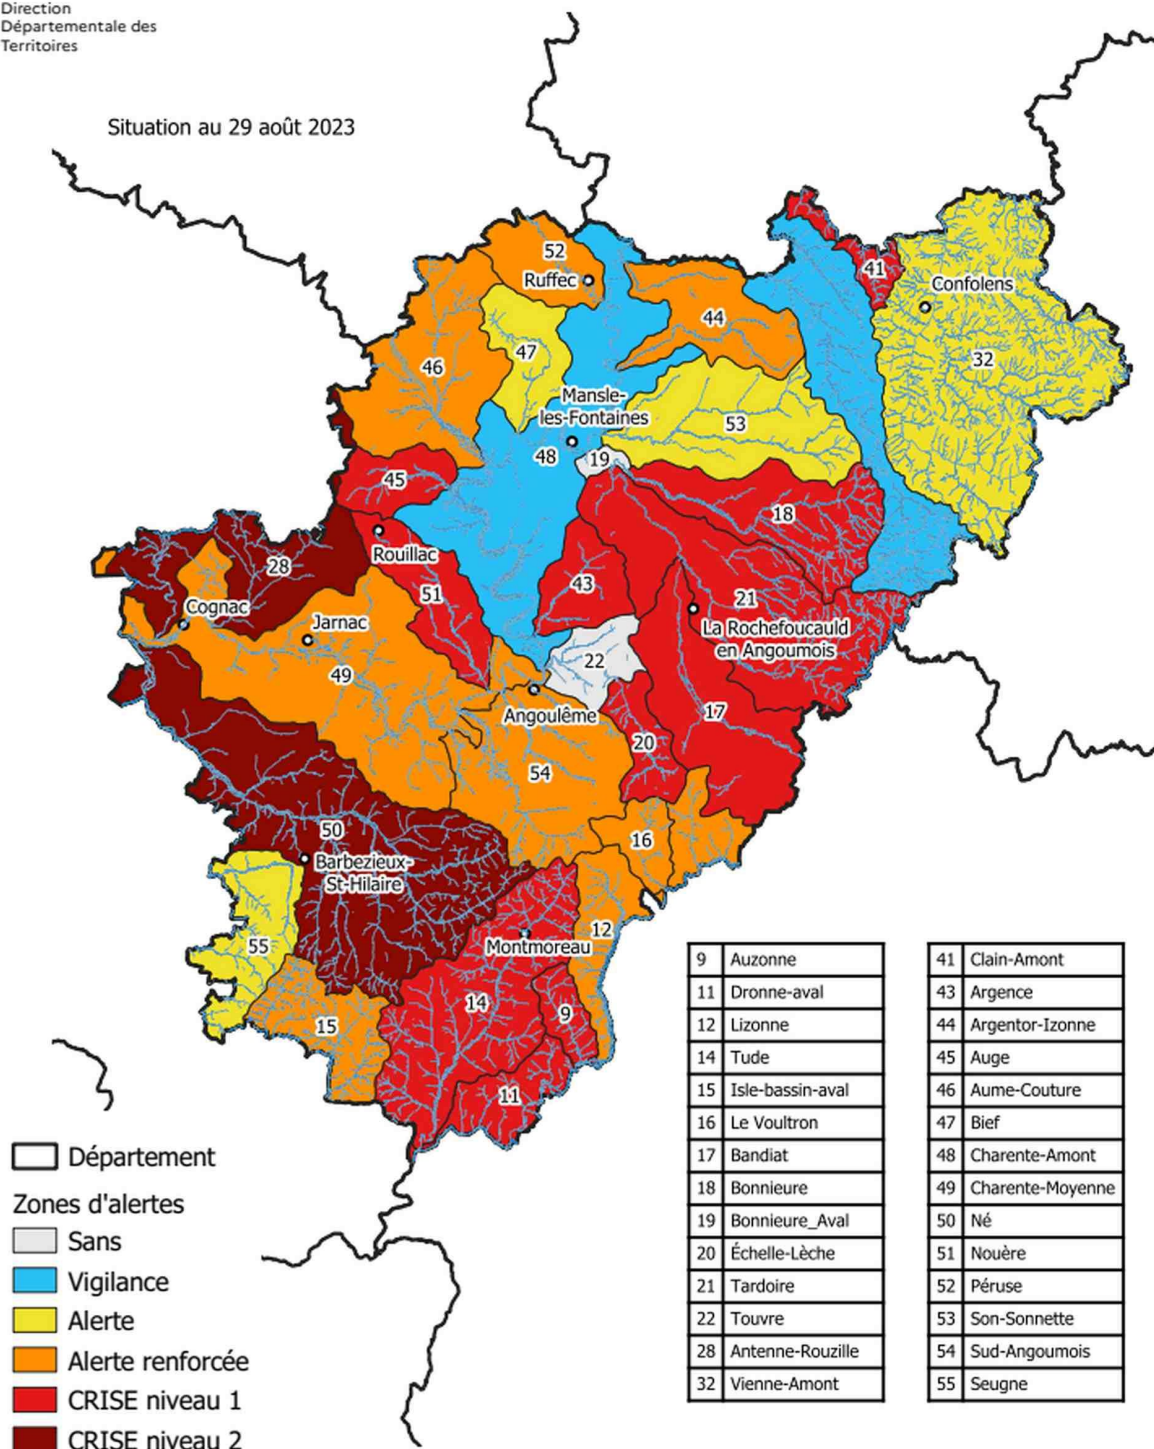 Direction
Départementale des
Territoires
Situation au 29 août 2023
52
Ruffec
41
Confolens
44
47
46
32
Mansle-
les-Fontaines
53
48
19
45
18
Rouillac
28
43
51
21
Cognac
Jarnac
La Rochefoucauld
en Angoumois
22
49
Angoulême
17
20
54
50
16
Barbezieux-
St-Hilaire
12
Montmoreau
55
14
9
15
11
9 Auzonne
11 Dronne-aval
12 Lizonne
14 Tude
15 Isle-bassin-aval
16 Le Voultron
17 Bandiat
18 Bonnieure
19 Bonnieure_Aval
20 Échelle-Lèche
21 Tardoire
22 Touvre
28 Antenne-Rouzille
32 Vienne-Amont
41 Clain-Amont
43 Argence
44 Argentor-Izonne
45 Auge
46 Aume-Couture
47 Bief
48 Charente-Amont
49 Charente-Moyenne
50 Né
51 Nouère
52 Péruse
53 Son-Sonnette
54 Sud-Angoumois
55 Seugne
Département
Zones d'alertes
Sans
Vigilance
Alerte
Alerte renforcée
CRISE niveau 1
CRISE niveau 2